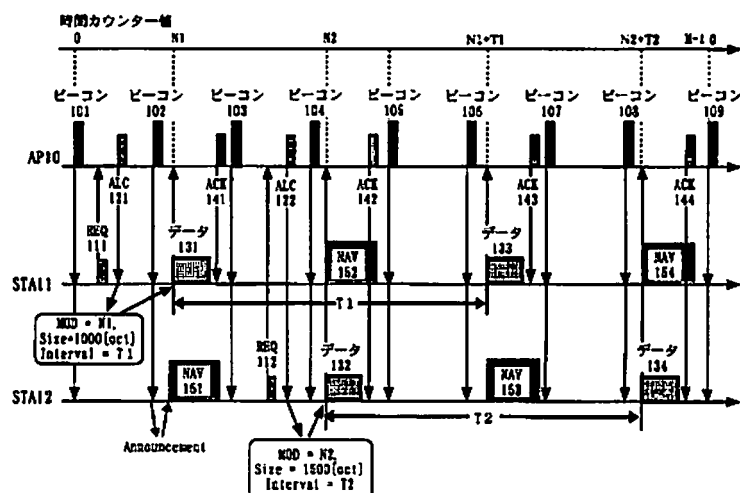 時間カウンター値
0 N1 N2 N1+T1 N2+T2 M-1 0
ビーコン ビーコン ビーコン ビーコン ビーコン ビーコン ビーコン ビーコン ビーコン
101 102 103 104 105 106 107 108 109
AP10
ALC 121
ACK 141
ALC 122
ACK 142
ACK 143
ACK 144
REQ 111
データ 131
NAV 152
データ 133
NAV 154
STA11
T1
MOD = N1,
Size=1000[oct]
Interval = T1
NAV 151
REQ 112
データ 132
NAV 153
データ 134
STA12
T2
Announcement
MOD = N2,
Size = 1500[oct]
Interval = T2